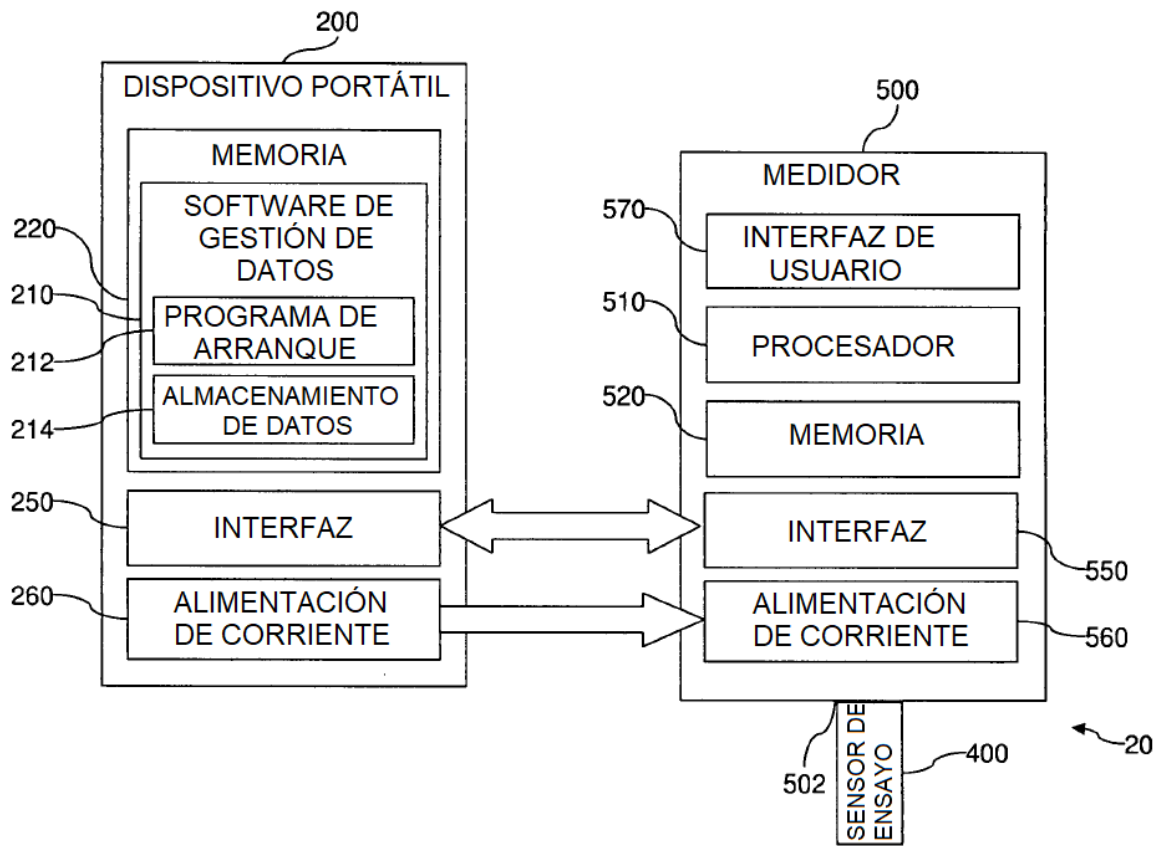 200
DISPOSITIVO PORTÁTIL
MEMORIA
SOFTWARE DE
GESTIÓN DE
DATOS
220
210
PROGRAMA DE
ARRANQUE
212
ALMACENAMIENTO
DE DATOS
214
250
INTERFAZ
260
ALIMENTACIÓN
DE CORRIENTE
500
MEDIDOR
570
INTERFAZ DE
USUARIO
510
PROCESADOR
520
MEMORIA
INTERFAZ
550
ALIMENTACIÓN
DE CORRIENTE
560
502
SENSOR DE
ENSAYO
400
20